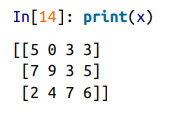 In[14]: print(x)
[[5 0 3 3]
 [7 9 3 5]
 [2 4 7 6]]